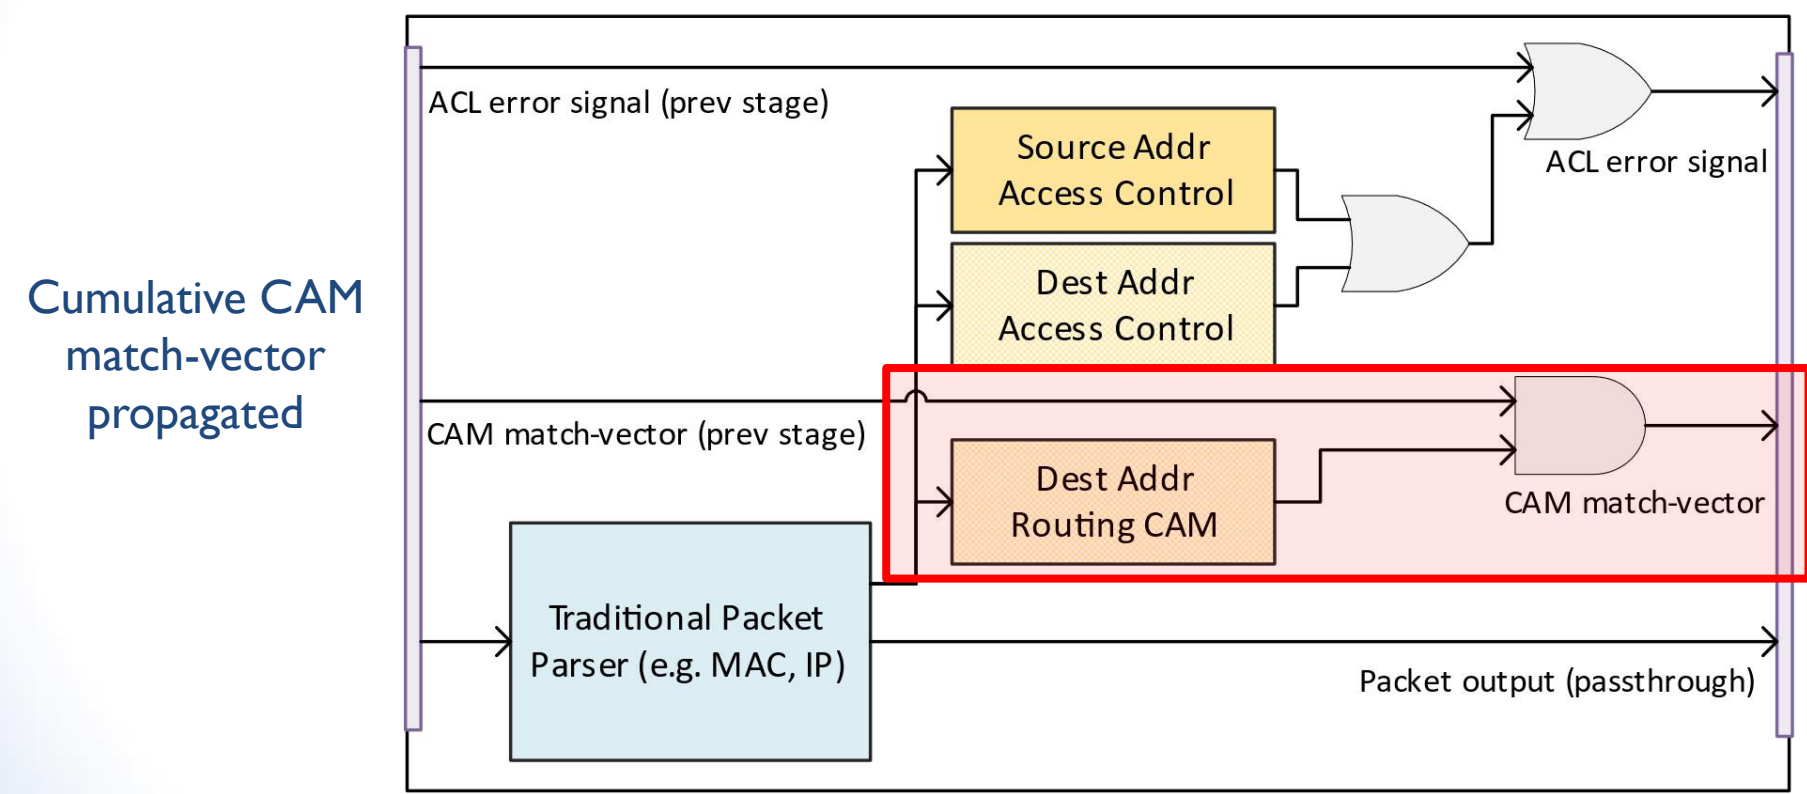 Cumulative CAM
match-vector
propagated
ACL error signal (prev stage)
Source Addr
Access Control
ACL error signal
Dest Addr
Access Control
CAM match-vector (prev stage)
Dest Addr
Routing CAM
CAM match-vector
Traditional Packet
Parser (e.g. MAC, IP)
Packet output (passthrough)